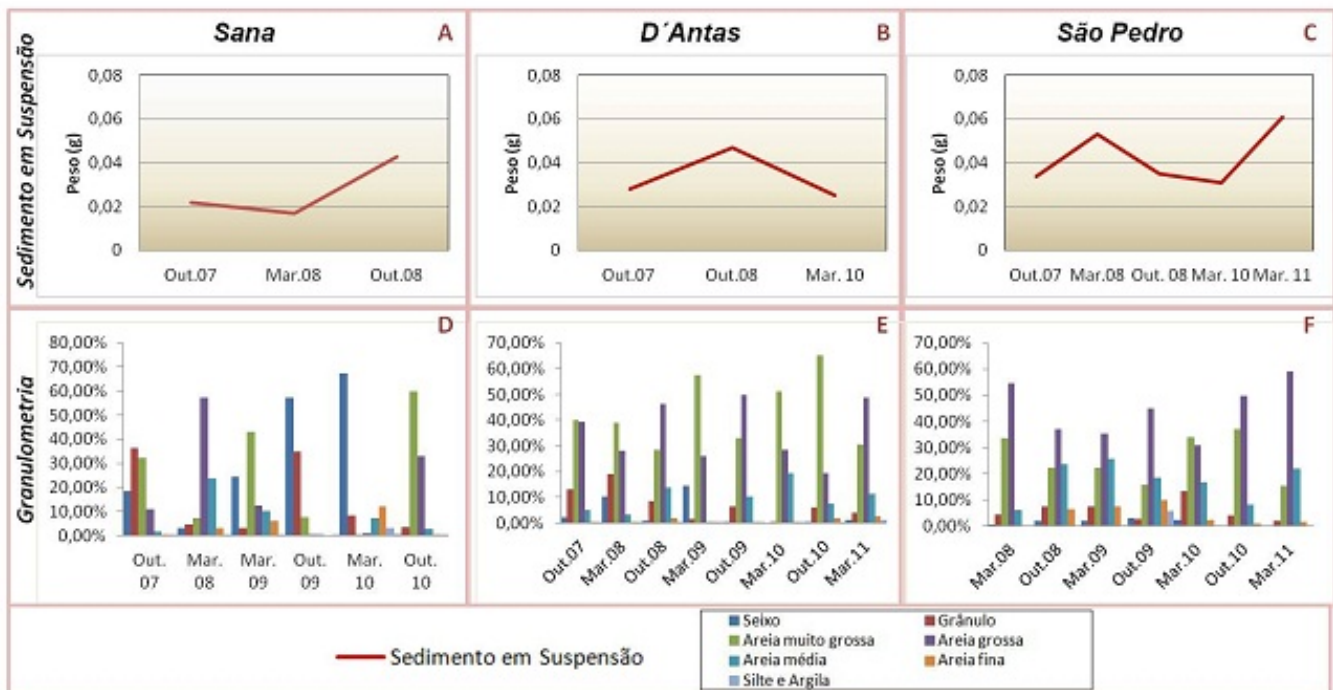 Sana A
D´Antas B
São Pedro C
Sedimento em Suspensão
Peso (g)
0,08
0,06
0,04
0,02
0
Out.07 Mar.08 Out.08
Peso (g)
0,08
0,06
0,04
0,02
0
Out.07 Out.08 Mar. 10
Peso (g)
0,08
0,06
0,04
0,02
0
Out.07 Mar.08 Out. 08 Mar. 10 Mar. 11
Granulometria
D
80,00%
70,00%
60,00%
50,00%
40,00%
30,00%
20,00%
10,00%
0,00%
Out. Mar. Mar. Out. Mar. Out.
07 08 09 09 10 10
E
70,00%
60,00%
50,00%
40,00%
30,00%
20,00%
10,00%
0,00%
Out.07 Mar.08 Out.08 Mar.09 Out.09 Mar.10 Out.10 Mar.11
F
70,00%
60,00%
50,00%
40,00%
30,00%
20,00%
10,00%
0,00%
Mar.08 Out.08 Mar.09 Out.09 Mar.10 Out.10 Mar.11
Sedimento em Suspensão
Seixo Grânulo
Areia muito grossa Areia grossa
Areia média Areia fina
Silte e Argila